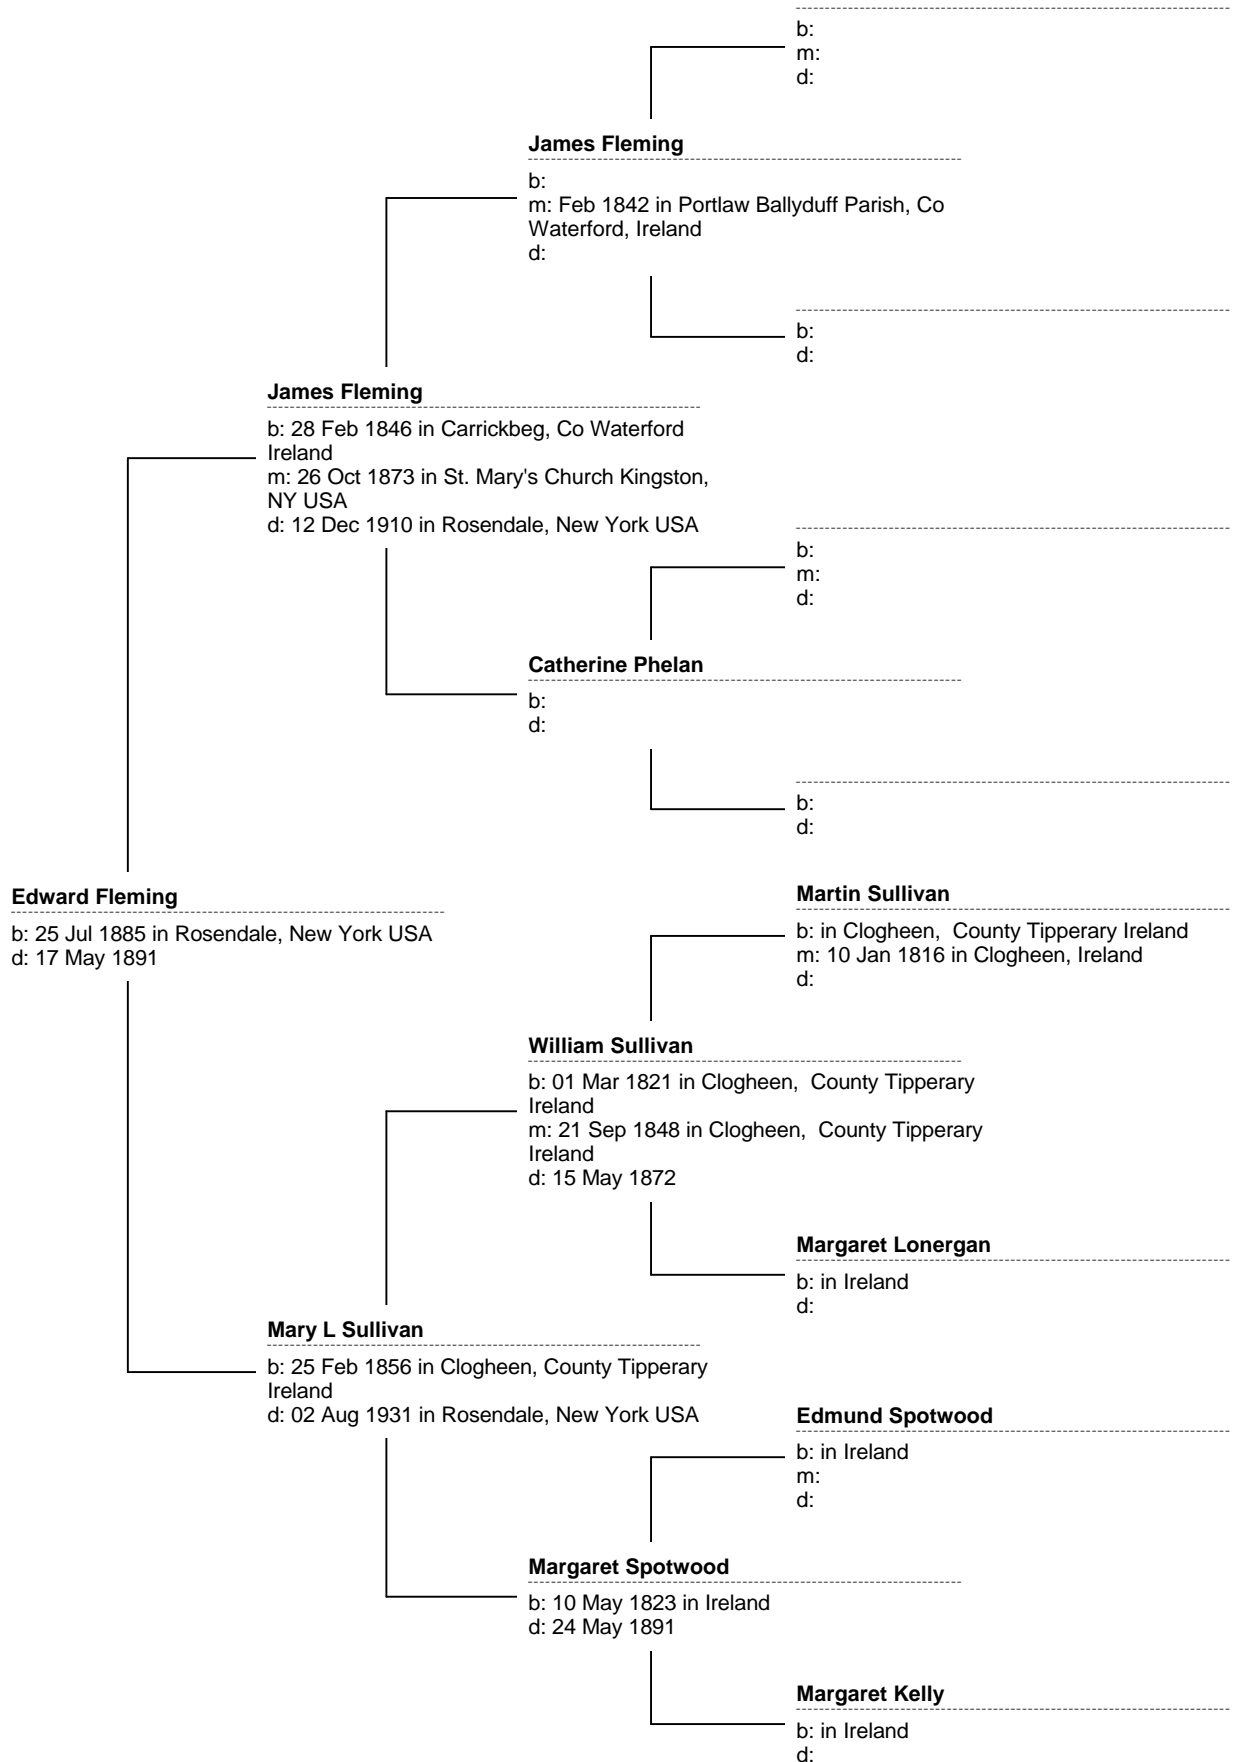 b:
m:
d:
James Fleming
b:
m: Feb 1842 in Portlaw Ballyduff Parish, Co
Waterford, Ireland
d:
b:
d:
James Fleming
b: 28 Feb 1846 in Carrickbeg, Co Waterford
Ireland
m: 26 Oct 1873 in St. Mary's Church Kingston,
NY USA
d: 12 Dec 1910 in Rosendale, New York USA
b:
m:
d:
Catherine Phelan
b:
d:
b:
d:
Edward Fleming
b: 25 Jul 1885 in Rosendale, New York USA
d: 17 May 1891
Martin Sullivan
b: in Clogheen,  County Tipperary Ireland
m: 10 Jan 1816 in Clogheen, Ireland
d:
William Sullivan
b: 01 Mar 1821 in Clogheen,  County Tipperary
Ireland
m: 21 Sep 1848 in Clogheen,  County Tipperary
Ireland
d: 15 May 1872
Margaret Lonergan
b: in Ireland
d:
Mary L Sullivan
b: 25 Feb 1856 in Clogheen, County Tipperary
Ireland
d: 02 Aug 1931 in Rosendale, New York USA
Edmund Spotwood
b: in Ireland
m:
d:
Margaret Spotwood
b: 10 May 1823 in Ireland
d: 24 May 1891
Margaret Kelly
b: in Ireland
d: